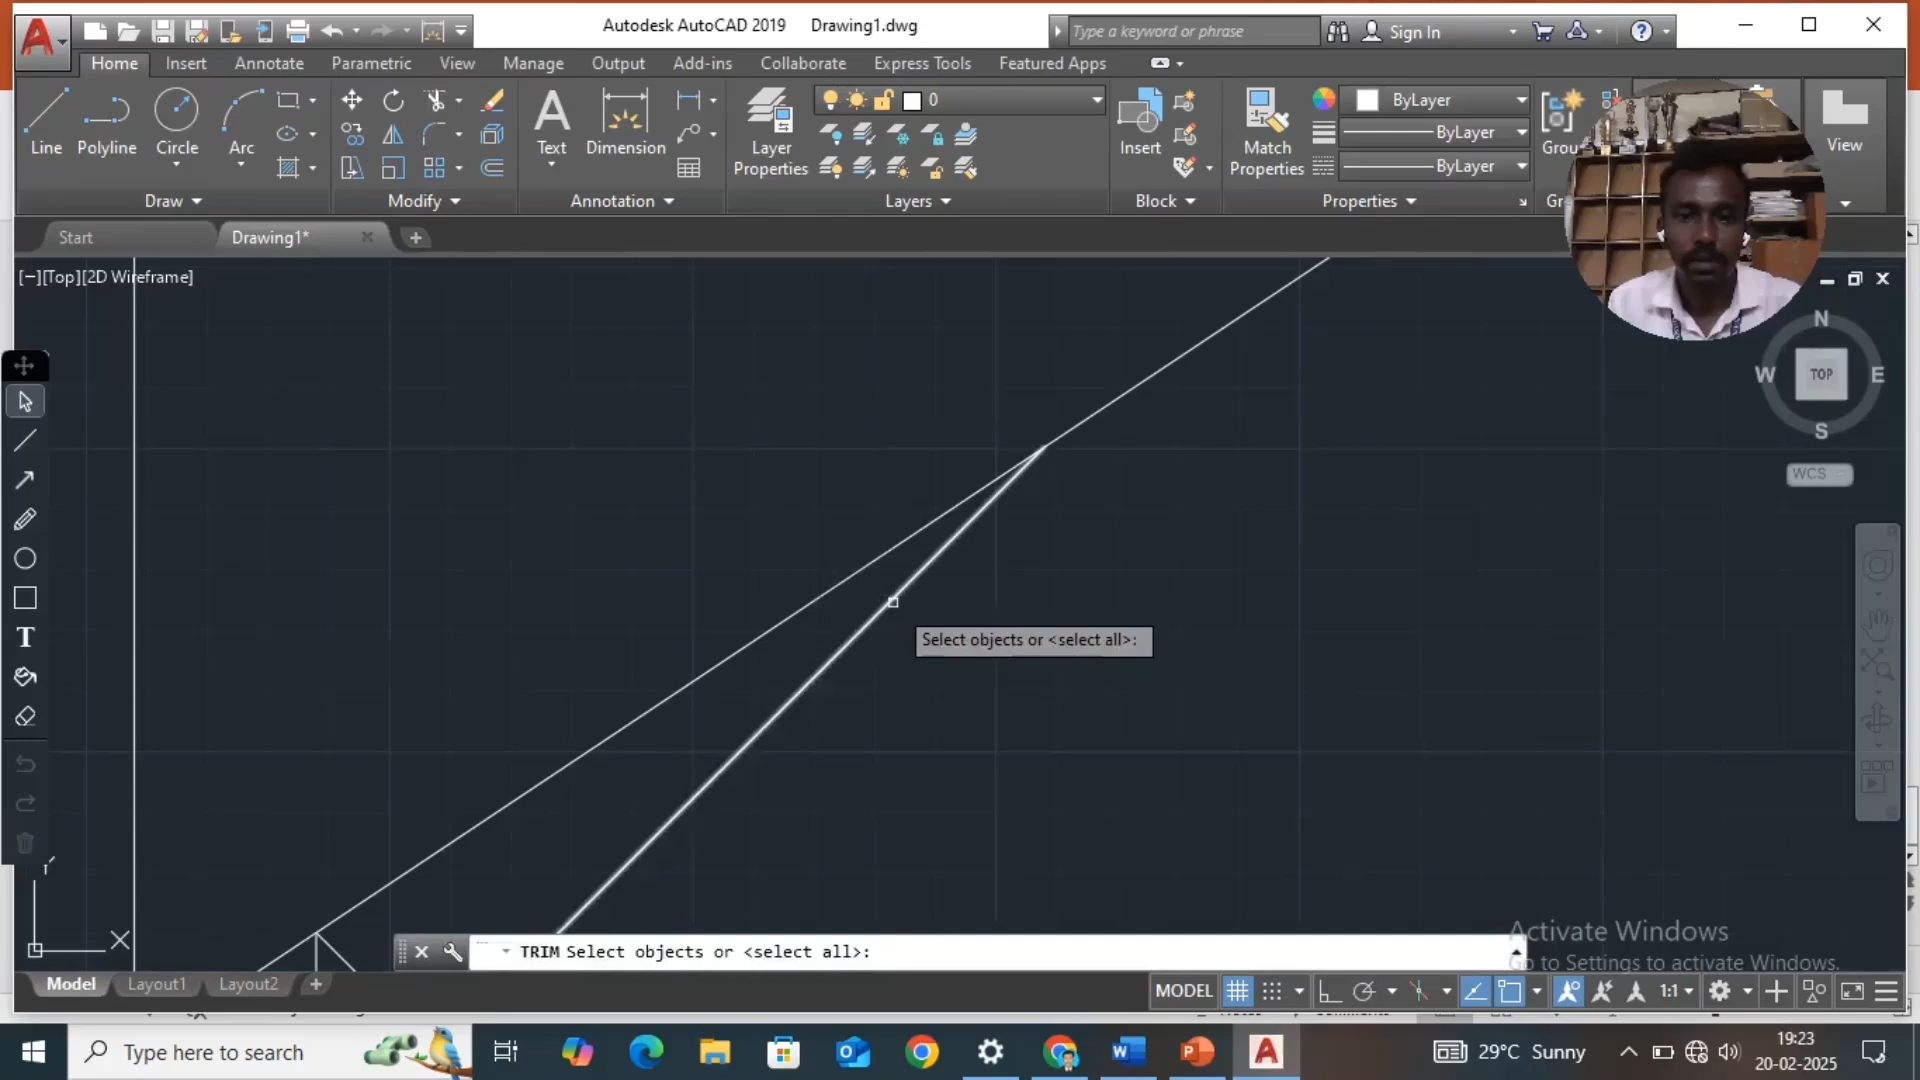 Autodesk AutoCAD 2019 Drawing1.dwg
Type a keyword or phrase
Sign In
Home Insert Annotate Parametric View Manage Output Add-ins Collaborate Express Tools Featured Apps
Line Polyline Circle Arc
Text Dimension
Layer Properties
0
Insert
Match Properties
ByLayer
ByLayer
ByLayer
View
Draw Modify Annotation Layers Block Properties
Start Drawing1*
[−][Top][2D Wireframe]
N
W TOP E
S
WCS
T
Select objects or <select all>:
X
TRIM Select objects or <select all>:
Activate Windows
Go to Settings to activate Windows.
Model Layout1 Layout2
MODEL 1:1
Type here to search
29°C Sunny
19:23
20-02-2025